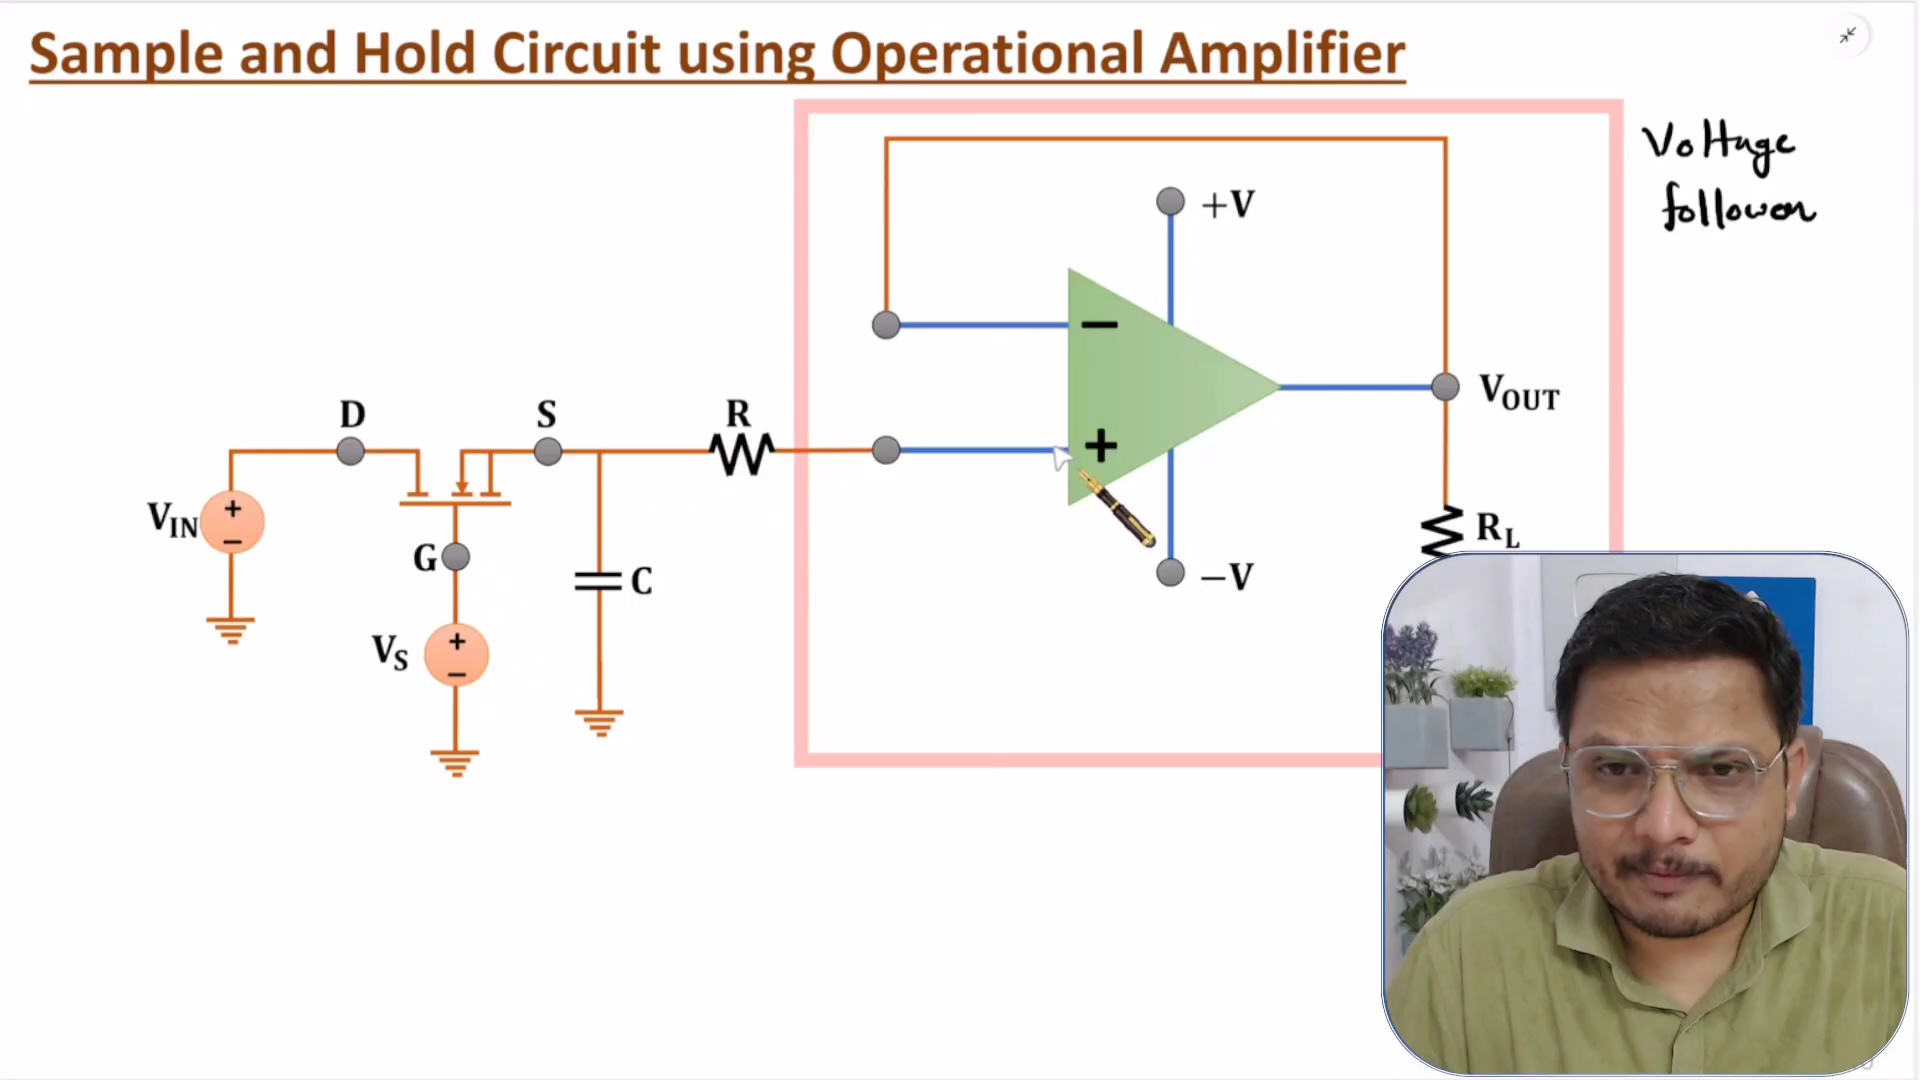 Sample and Hold Circuit using Operational Amplifier
Voltage
follower
+V
−
VOUT
D
S
R
+
VIN
+
−
G
C
RL
−V
VS
+
−